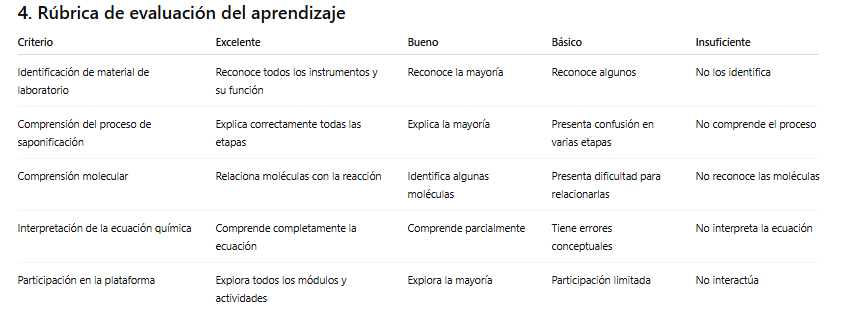 4. Rúbrica de evaluación del aprendizaje
Criterio Excelente Bueno Básico Insuficiente
Identificación de material de Reconoce todos los instrumentos y Reconoce la mayoría Reconoce algunos No los identifica
laboratorio su función
Comprensión del proceso de Explica correctamente todas las Explica la mayoría Presenta confusión en No comprende el proceso
saponificación etapas varias etapas
Comprensión molecular Relaciona moléculas con la reacción Identifica algunas Presenta dificultad para No reconoce las moléculas
moléculas relacionarlas
Interpretación de la ecuación química Comprende completamente la Comprende parcialmente Tiene errores No interpreta la ecuación
ecuación conceptuales
Participación en la plataforma Explora todos los módulos y Explora la mayoría Participación limitada No interactúa
actividades